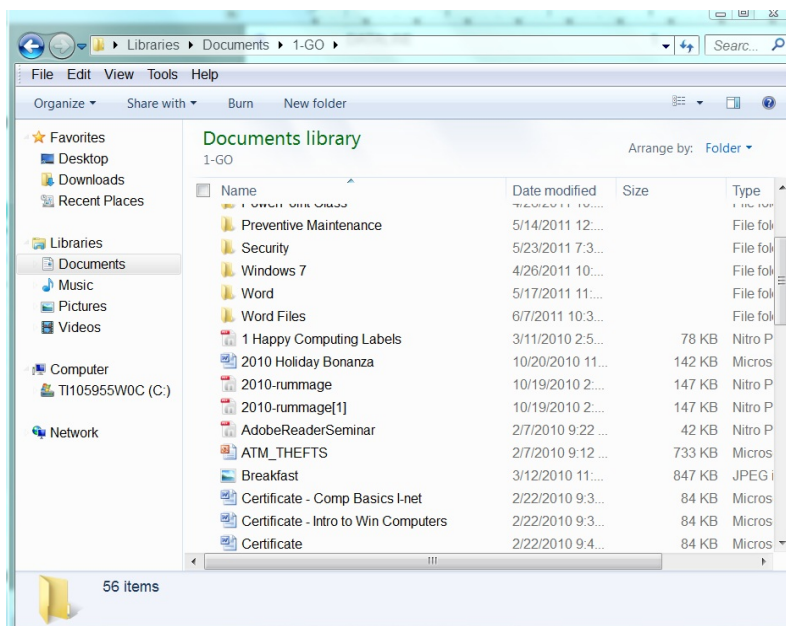 Libraries ▸ Documents ▸ 1-GO ▸ Searc...
File Edit View Tools Help
Organize Share with Burn New folder
Favorites
Desktop
Downloads
Recent Places
Libraries
Documents
Music
Pictures
Videos
Computer
TI105955W0C (C:)
Network
Documents library
1-GO
Arrange by: Folder
Name Date modified Size Type
PowerPoint Class
Preventive Maintenance 5/14/2011 12:... File fol
Security 5/23/2011 7:3... File fol
Windows 7 4/26/2011 10:... File fol
Word 5/17/2011 11:... File fol
Word Files 6/7/2011 10:3... File fol
1 Happy Computing Labels 3/11/2010 2:5... 78 KB Nitro P
2010 Holiday Bonanza 10/20/2010 11... 142 KB Micros
2010-rummage 10/19/2010 2:... 147 KB Nitro P
2010-rummage[1] 10/19/2010 2:... 147 KB Nitro P
AdobeReaderSeminar 2/7/2010 9:22 ... 42 KB Nitro P
ATM_THEFTS 2/7/2010 9:12 ... 733 KB Micros
Breakfast 3/12/2010 11:... 847 KB JPEG i
Certificate - Comp Basics I-net 2/22/2010 9:3... 84 KB Micros
Certificate - Intro to Win Computers 2/22/2010 9:3... 84 KB Micros
Certificate 2/22/2010 9:4... 84 KB Micros
56 items